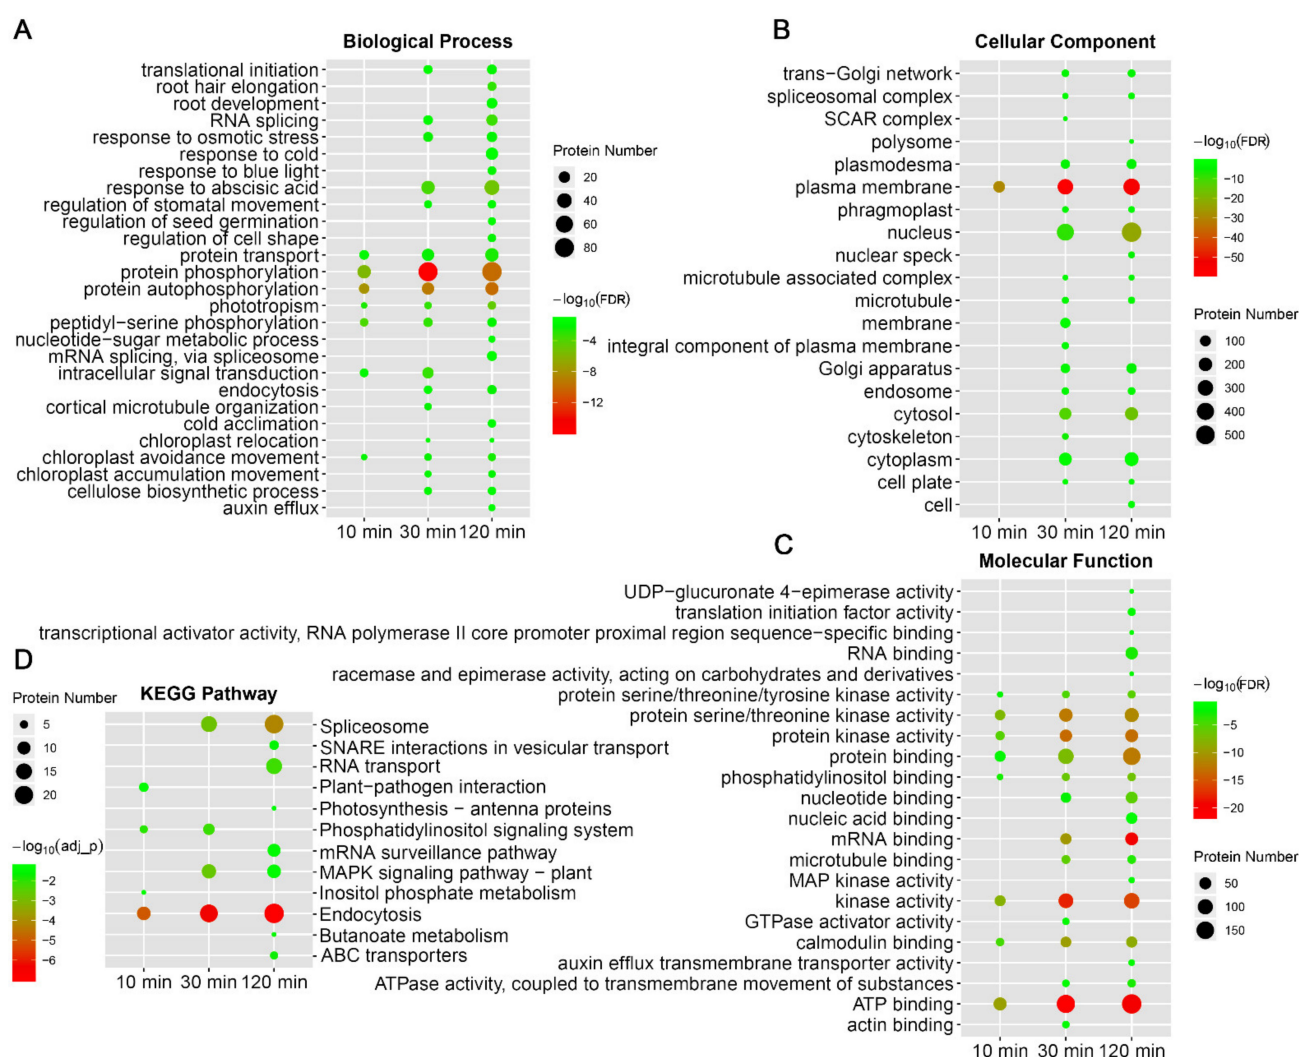 A
Biological Process
translational initiation
root hair elongation
root development
RNA splicing
response to osmotic stress
response to cold
response to blue light
response to abscisic acid
regulation of stomatal movement
regulation of seed germination
regulation of cell shape
protein transport
protein phosphorylation
protein autophosphorylation
phototropism
peptidyl−serine phosphorylation
nucleotide−sugar metabolic process
mRNA splicing, via spliceosome
intracellular signal transduction
endocytosis
cortical microtubule organization
cold acclimation
chloroplast relocation
chloroplast avoidance movement
chloroplast accumulation movement
cellulose biosynthetic process
auxin efflux
10 min 30 min 120 min
Protein Number
20
40
60
80
−log10(FDR)
−4
−8
−12
B
Cellular Component
trans−Golgi network
spliceosomal complex
SCAR complex
polysome
plasmodesma
plasma membrane
phragmoplast
nucleus
nuclear speck
microtubule associated complex
microtubule
membrane
integral component of plasma membrane
Golgi apparatus
endosome
cytosol
cytoskeleton
cytoplasm
cell plate
cell
10 min 30 min 120 min
−log10(FDR)
−10
−20
−30
−40
−50
Protein Number
100
200
300
400
500
C
Molecular Function
UDP−glucuronate 4−epimerase activity
translation initiation factor activity
transcriptional activator activity, RNA polymerase II core promoter proximal region sequence−specific binding
RNA binding
racemase and epimerase activity, acting on carbohydrates and derivatives
protein serine/threonine/tyrosine kinase activity
protein serine/threonine kinase activity
protein kinase activity
protein binding
phosphatidylinositol binding
nucleotide binding
nucleic acid binding
mRNA binding
microtubule binding
MAP kinase activity
kinase activity
GTPase activator activity
calmodulin binding
auxin efflux transmembrane transporter activity
ATPase activity, coupled to transmembrane movement of substances
ATP binding
actin binding
10 min 30 min 120 min
−log10(FDR)
−5
−10
−15
−20
Protein Number
50
100
150
D
KEGG Pathway
Protein Number
5
10
15
20
−log10(adj_p)
−2
−3
−4
−5
−6
Spliceosome
SNARE interactions in vesicular transport
RNA transport
Plant−pathogen interaction
Photosynthesis − antenna proteins
Phosphatidylinositol signaling system
mRNA surveillance pathway
MAPK signaling pathway − plant
Inositol phosphate metabolism
Endocytosis
Butanoate metabolism
ABC transporters
10 min 30 min 120 min